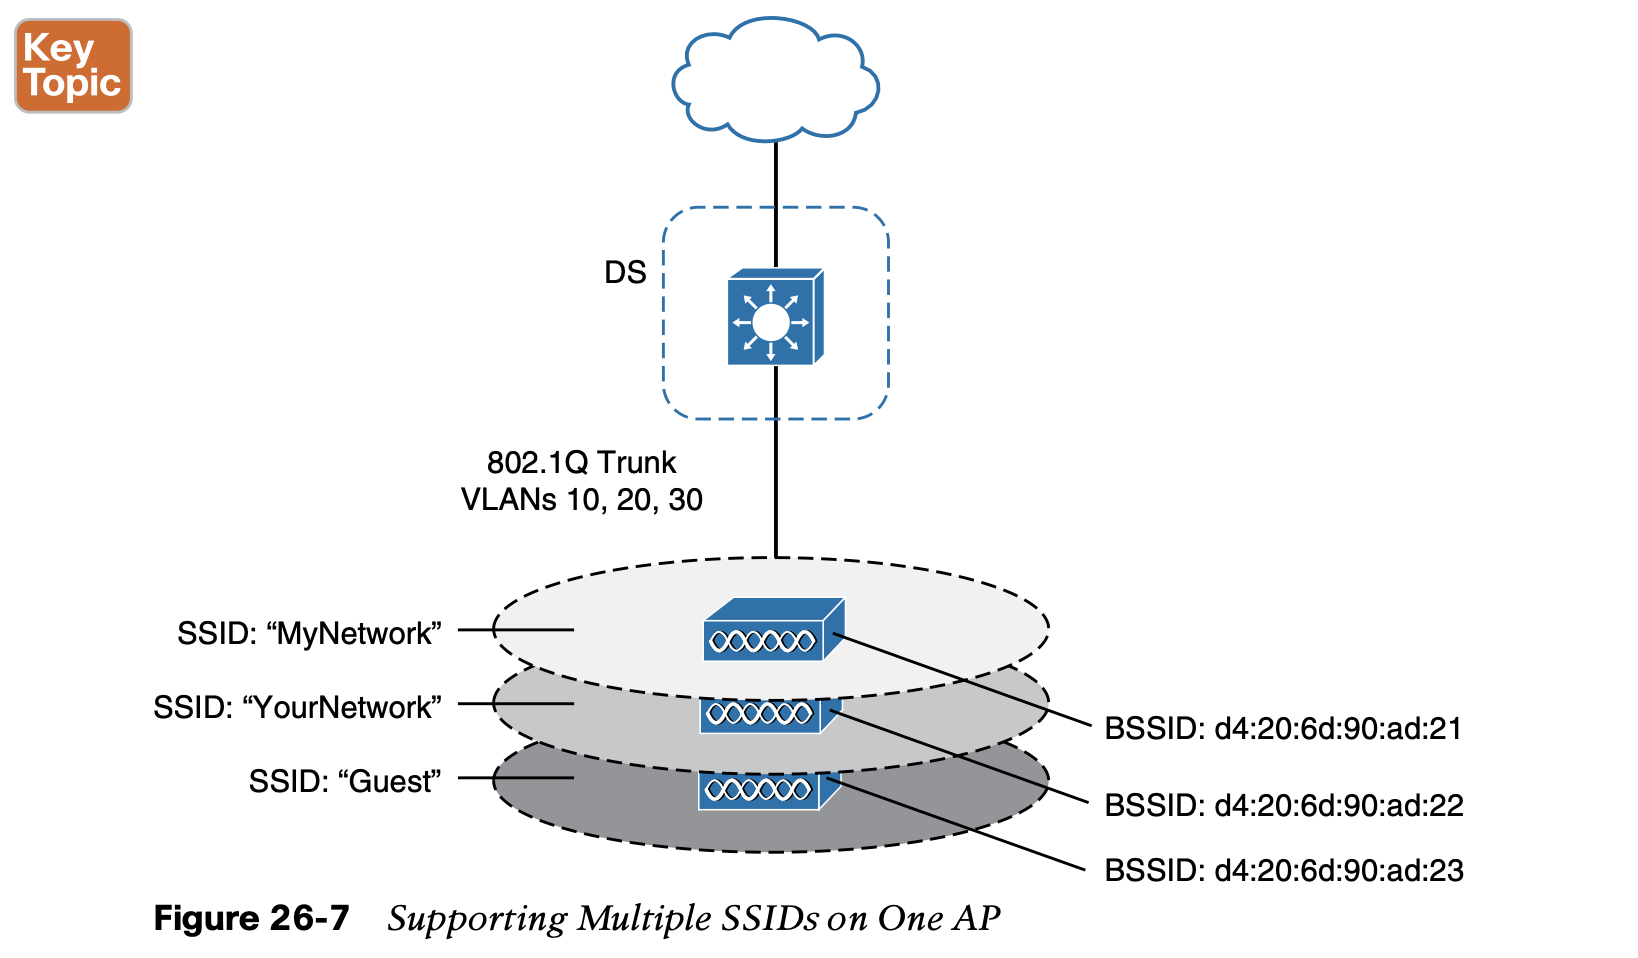 Key
Topic
DS
802.1Q Trunk
VLANs 10, 20, 30
SSID: “MyNetwork”
SSID: “YourNetwork”
SSID: “Guest”
BSSID: d4:20:6d:90:ad:21
BSSID: d4:20:6d:90:ad:22
BSSID: d4:20:6d:90:ad:23
Figure 26-7 Supporting Multiple SSIDs on One AP